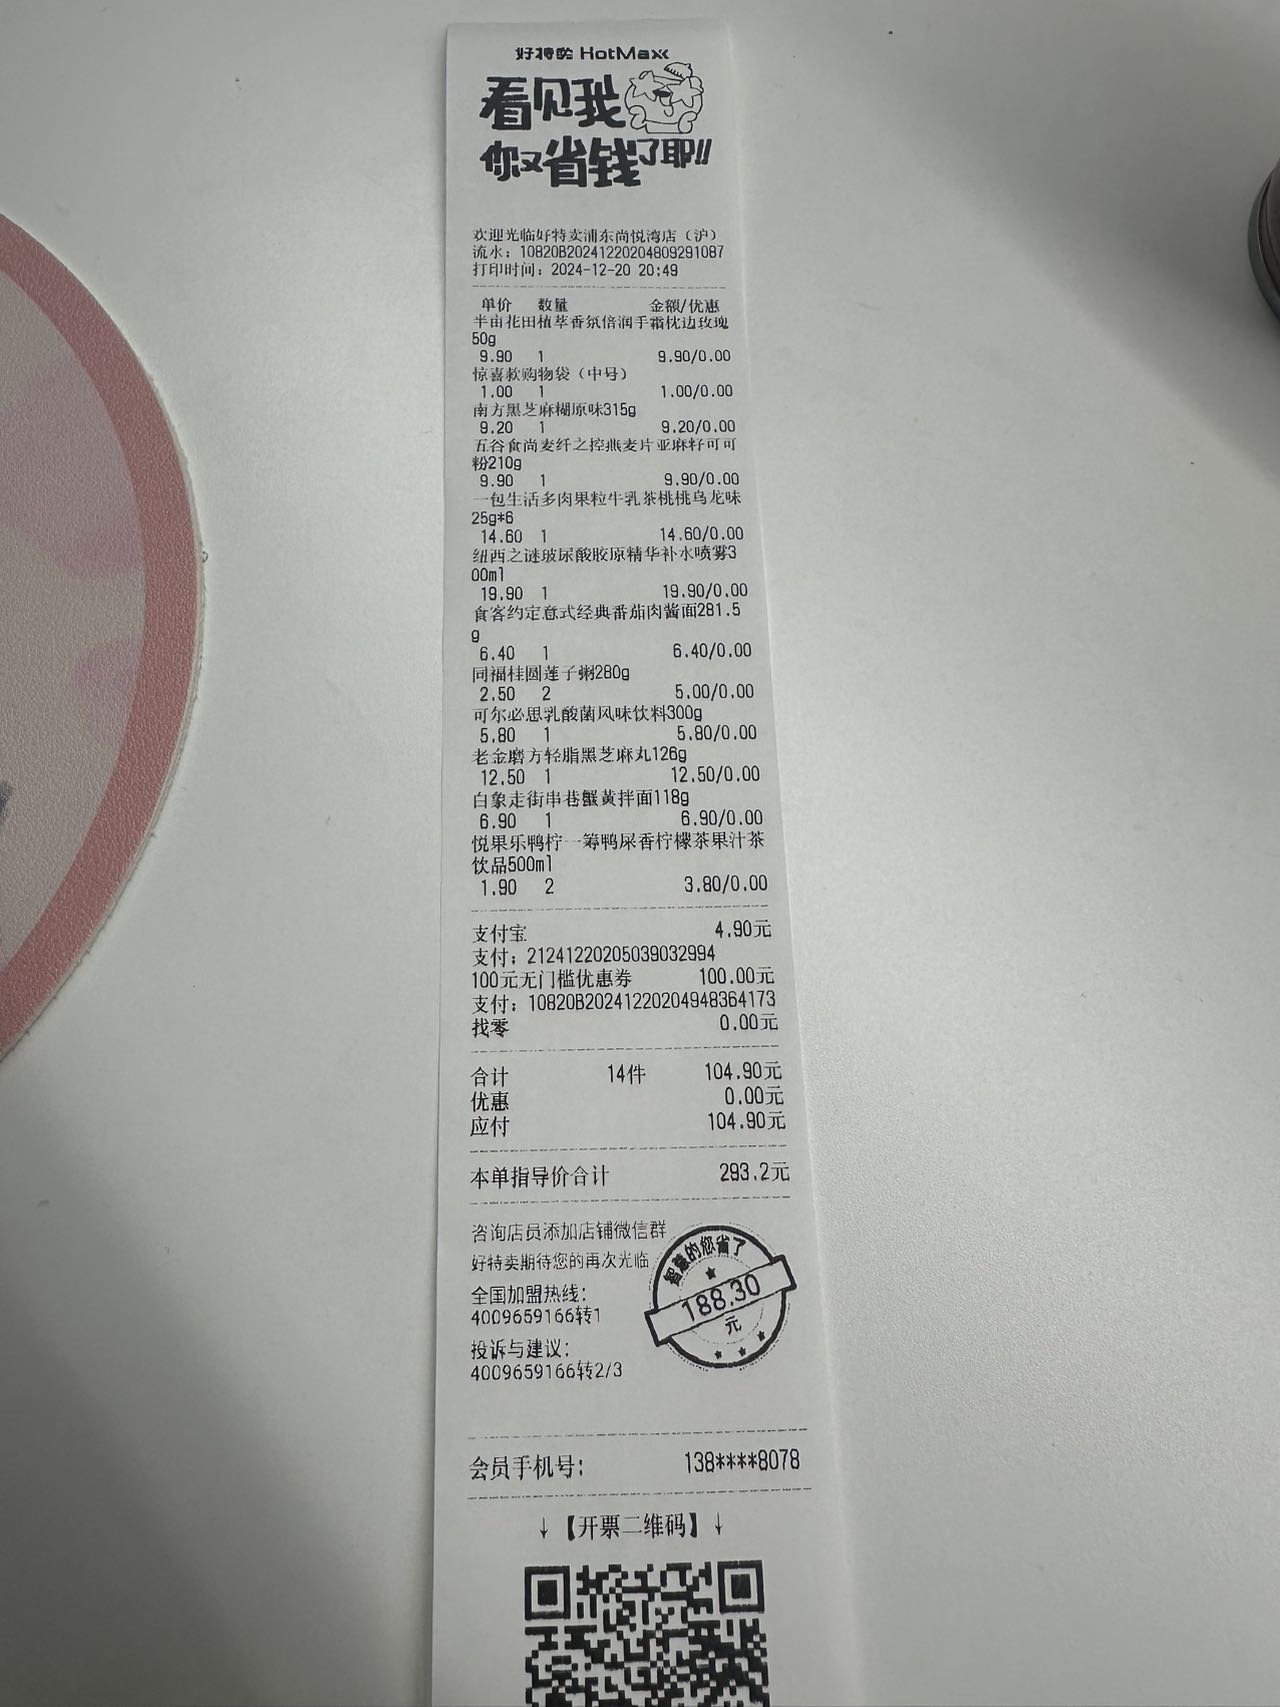 好特卖 HotMaxx
看见我
你又省钱了耶!!
欢迎光临好特卖浦东尚悦湾店（沪）
流水：10820B20241220204809291087
打印时间：2024-12-20 20:49
单价 数量 金额/优惠
半亩花田植萃香氛倍润手霜枕边玫瑰
50g
9.90 1 9.90/0.00
惊喜款购物袋（中号）
1.00 1 1.00/0.00
南方黑芝麻糊原味315g
9.20 1 9.20/0.00
五谷食尚麦纤之控燕麦片亚麻籽可可
粉210g
9.90 1 9.90/0.00
一包生活多肉果粒牛乳茶桃桃乌龙味
25g*6
14.60 1 14.60/0.00
纽西之谜玻尿酸胶原精华补水喷雾3
00ml
19.90 1 19.90/0.00
食客约定意式经典番茄肉酱面281.5
g
6.40 1 6.40/0.00
同福桂圆莲子粥280g
2.50 2 5.00/0.00
可尔必思乳酸菌风味饮料300g
5.80 1 5.80/0.00
老金磨方轻脂黑芝麻丸126g
12.50 1 12.50/0.00
白象走街串巷蟹黄拌面118g
6.90 1 6.90/0.00
悦果乐鸭柠一筹鸭屎香柠檬茶果汁茶
饮品500ml
1.90 2 3.80/0.00
支付宝 4.90元
支付：21241220205039032994
100元无门槛优惠券 100.00元
支付：10820B20241220204948364173
找零 0.00元
合计 14件 104.90元
优惠 0.00元
应付 104.90元
本单指导价合计 293.2元
咨询店员添加店铺微信群
好特卖期待您的再次光临
全国加盟热线：
4009659166转1
投诉与建议：
4009659166转2/3
智慧的您省了
188.30
元
会员手机号： 138****8078
↓【开票二维码】↓